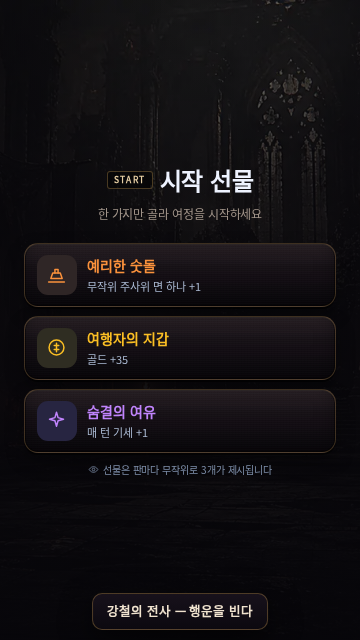 START 시작 선물
한 가지만 골라 여정을 시작하세요
예리한 숫돌
무작위 주사위 면 하나 +1
여행자의 지갑
골드 +35
숨결의 여유
매 턴 기세 +1
선물은 판마다 무작위로 3개가 제시됩니다
강철의 전사 — 행운을 빈다